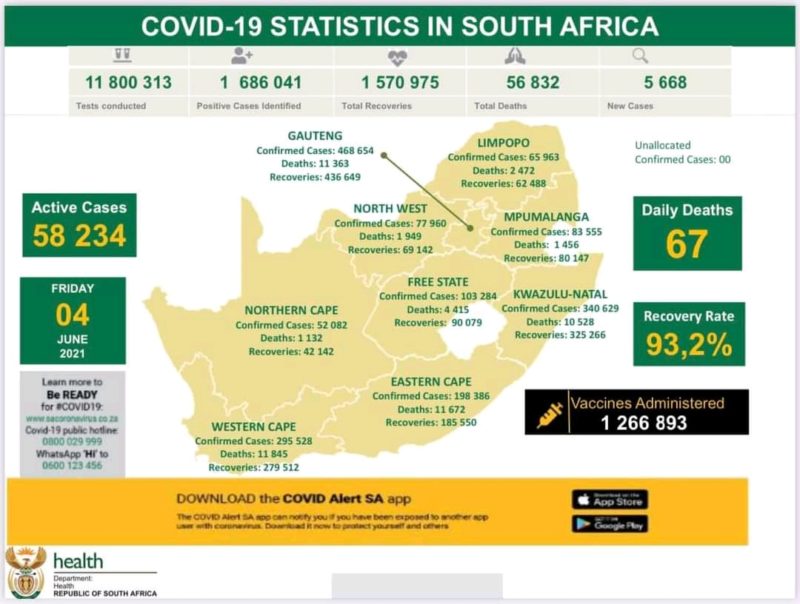 COVID-19 STATISTICS IN SOUTH AFRICA
11 800 313
Tests conducted
1 686 041
Positive Cases Identified
1 570 975
Total Recoveries
56 832
Total Deaths
5 668
New Cases
GAUTENG
Confirmed Cases: 468 654
Deaths: 11 363
Recoveries: 436 649
LIMPOPO
Confirmed Cases: 65 963
Deaths: 2 472
Recoveries: 62 488
Unallocated
Confirmed Cases: 00
Active Cases
58 234
NORTH WEST
Confirmed Cases: 77 960
Deaths: 1 949
Recoveries: 69 142
MPUMALANGA
Confirmed Cases: 83 555
Deaths: 1 456
Recoveries: 80 147
Daily Deaths
67
FRIDAY
04
JUNE
2021
NORTHERN CAPE
Confirmed Cases: 52 082
Deaths: 1 132
Recoveries: 42 142
FREE STATE
Confirmed Cases: 103 284
Deaths: 4 415
Recoveries: 90 079
KWAZULU-NATAL
Confirmed Cases: 340 629
Deaths: 10 528
Recoveries: 325 266
Recovery Rate
93,2%
Learn more to
Be READY
for #COVID19:
www.sacoronavirus.co.za
Covid-19 public hotline:
0800 029 999
WhatsApp 'Hi' to
0600 123 456
WESTERN CAPE
Confirmed Cases: 295 528
Deaths: 11 845
Recoveries: 279 512
EASTERN CAPE
Confirmed Cases: 198 386
Deaths: 11 672
Recoveries: 185 550
Vaccines Administered
1 266 893
DOWNLOAD the COVID Alert SA app
The COVID Alert SA app can notify you if you have been exposed to another app
user with coronavirus. Download it now to protect yourself and others
Download on the
App Store
GET IT ON
Google Play
health
Department:
Health
REPUBLIC OF SOUTH AFRICA